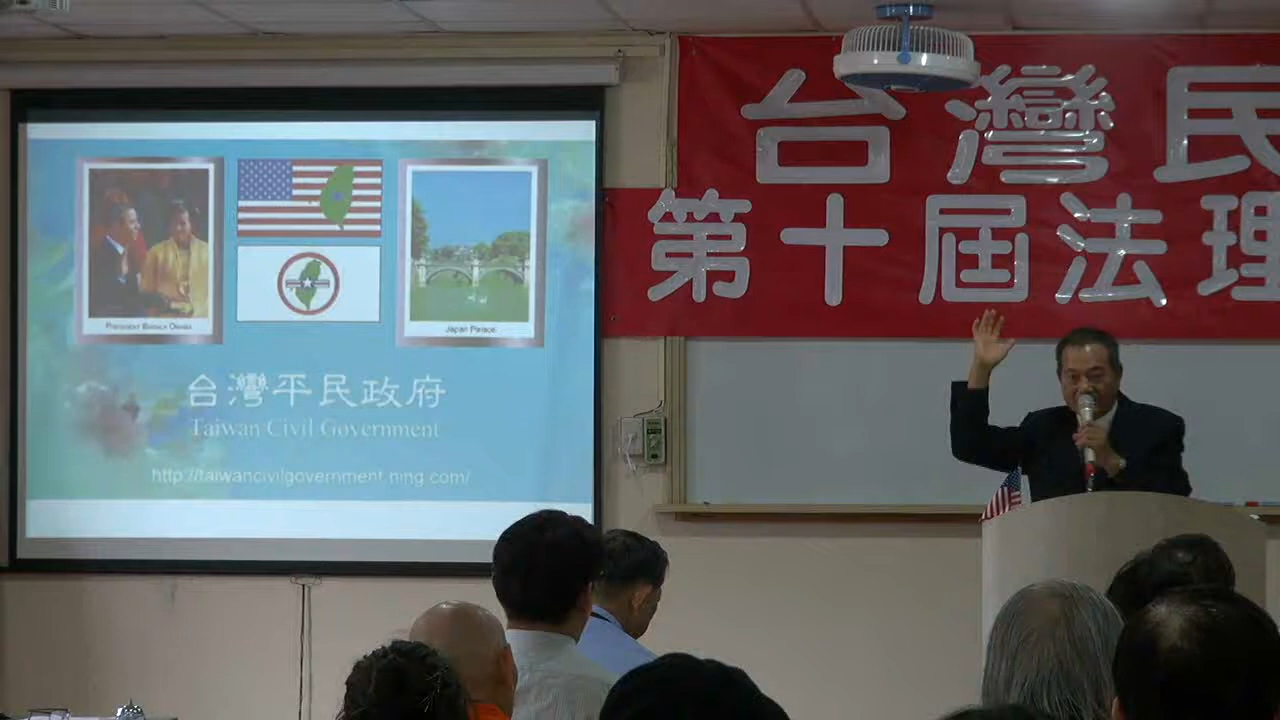 President Barack Obama
Japan Palace
台灣平民政府
Taiwan Civil Government
http://taiwancivilgovernment.ning.com/
台灣民
第十屆法理